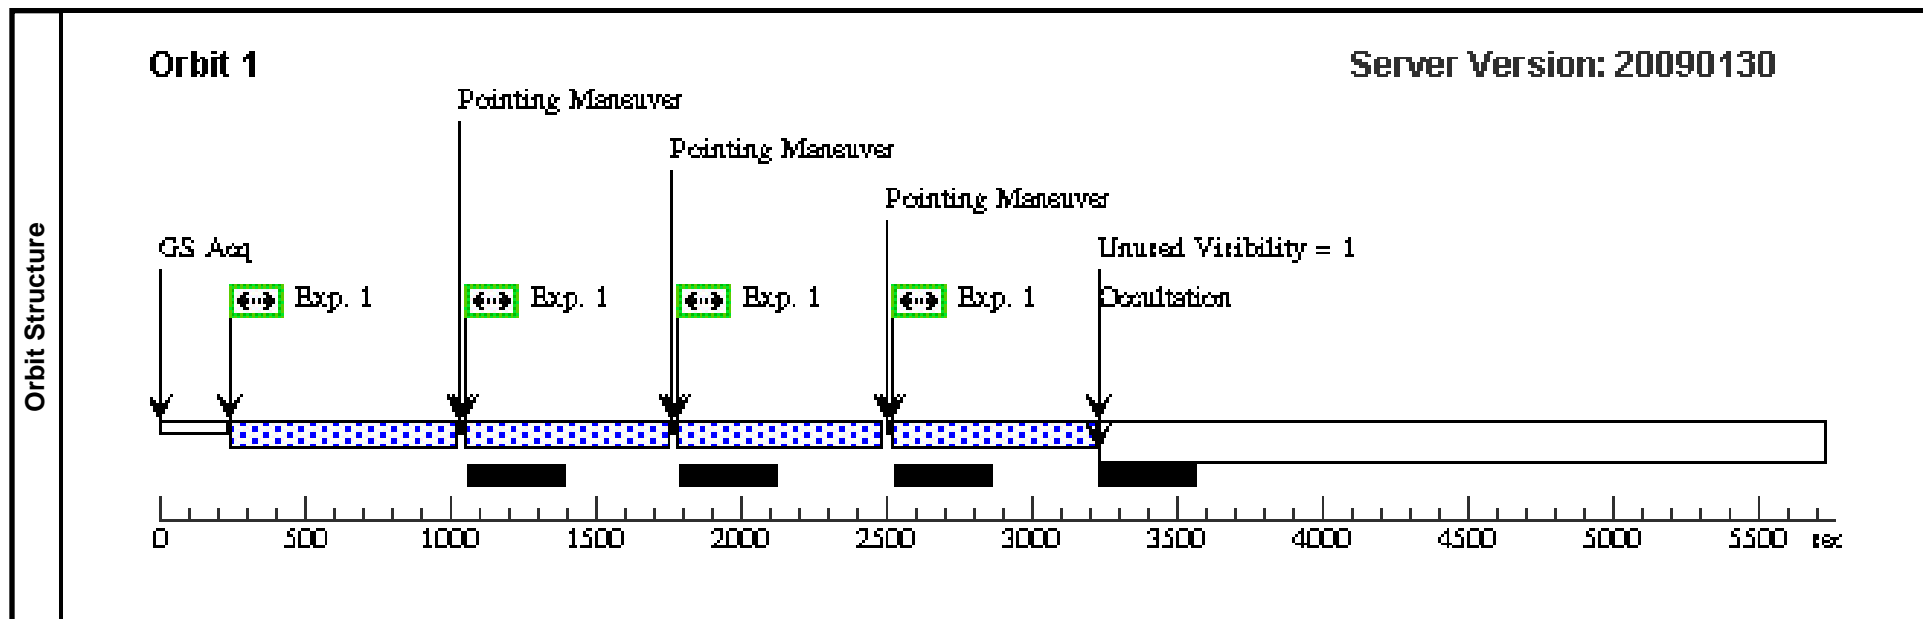 Orbit Structure
Orbit 1
Server Version: 20090130
Pointing Maneuver
Pointing Maneuver
Pointing Maneuver
GS Acq
Unused Visibility = 1
Exp. 1
Exp. 1
Exp. 1
Exp. 1
Occultation
0 500 1000 1500 2000 2500 3000 3500 4000 4500 5000 5500 sec